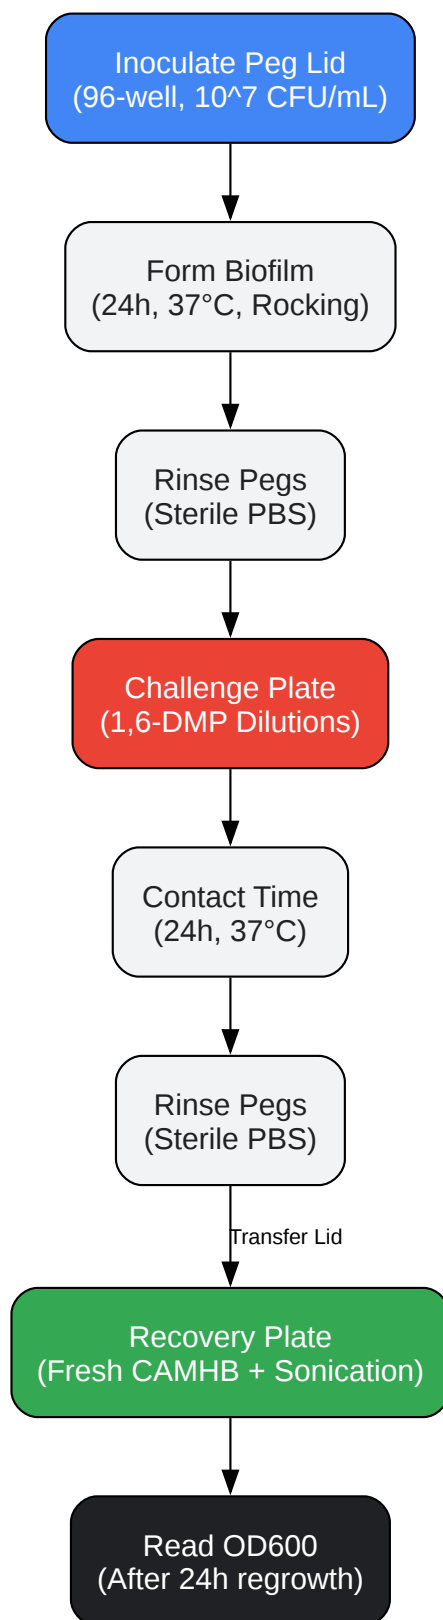 Inoculate Peg Lid
(96-well, 10^7 CFU/mL)
Form Biofilm
(24h, 37°C, Rocking)
Rinse Pegs
(Sterile PBS)
Challenge Plate
(1,6-DMP Dilutions)
Contact Time
(24h, 37°C)
Rinse Pegs
(Sterile PBS)
Transfer Lid
Recovery Plate
(Fresh CAMHB + Sonication)
Read OD600
(After 24h regrowth)